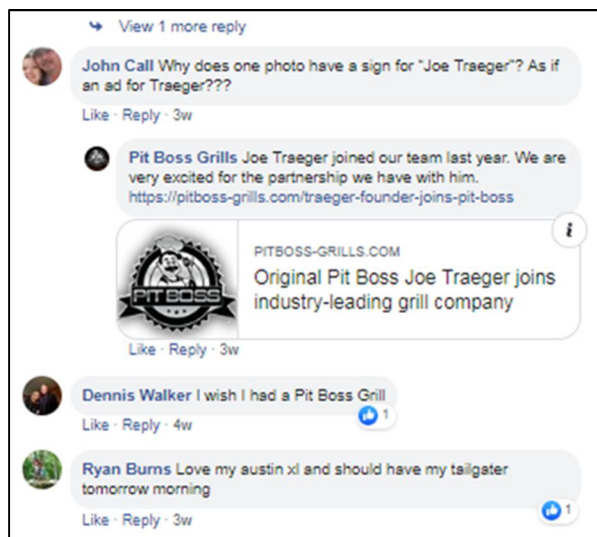 View 1 more reply
John Call Why does one photo have a sign for "Joe Traeger"? As if
an ad for Traeger???
Like · Reply · 3w
Pit Boss Grills Joe Traeger joined our team last year. We are
very excited for the partnership we have with him.
https://pitboss-grills.com/traeger-founder-joins-pit-boss
i
PIT BOSS
PITBOSS-GRILLS.COM
Original Pit Boss Joe Traeger joins
industry-leading grill company
Like · Reply · 3w
Dennis Walker I wish I had a Pit Boss Grill
1
Like · Reply · 4w
Ryan Burns Love my austin xl and should have my tailgater
tomorrow morning
1
Like · Reply · 3w